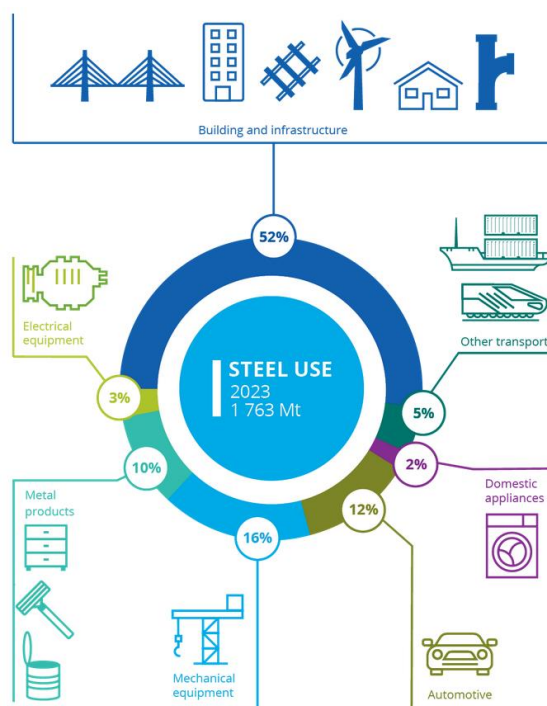 Building and infrastructure
52%
Electrical
equipment
Other transport
STEEL USE
2023
1 763 Mt
3%
5%
10%
2%
Metal
products
Domestic
appliances
12%
16%
Mechanical
equipment
Automotive